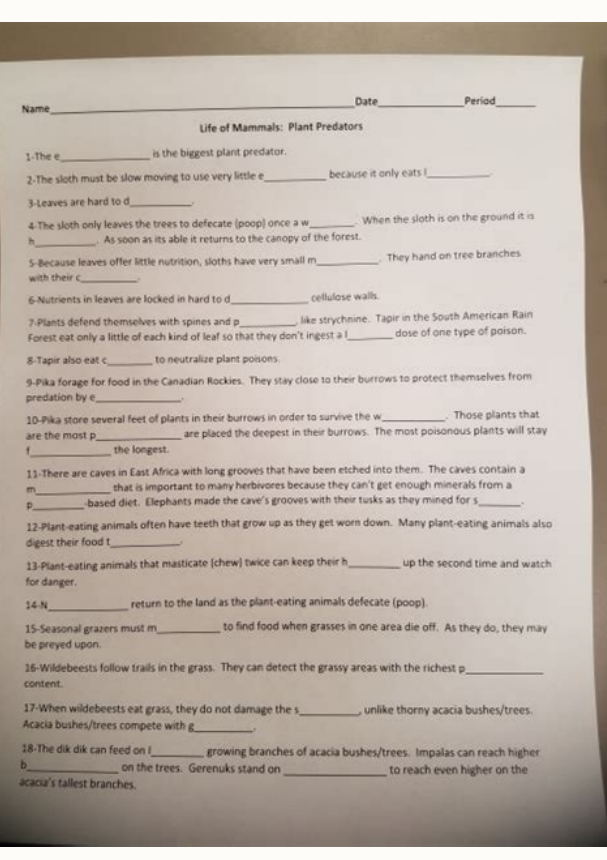 Name____________________Date____________Period______
Life of Mammals: Plant Predators
1-The e______________ is the biggest plant predator.
2-The sloth must be slow moving to use very little e__________ because it only eats l__________.
3-Leaves are hard to d__________.
4-The sloth only leaves the trees to defecate (poop) once a w_______. When the sloth is on the ground it is
h__________. As soon as its able it returns to the canopy of the forest.
5-Because leaves offer little nutrition, sloths have very small m__________. They hand on tree branches
with their c_________.
6-Nutrients in leaves are locked in hard to d____________ cellulose walls.
7-Plants defend themselves with spines and p_________, like strychnine. Tapir in the South American Rain
Forest eat only a little of each kind of leaf so that they don't ingest a l_______ dose of one type of poison.
8-Tapir also eat c_______ to neutralize plant poisons.
9-Pika forage for food in the Canadian Rockies. They stay close to their burrows to protect themselves from
predation by e_____________.
10-Pika store several feet of plants in their burrows in order to survive the w__________. Those plants that
are the most p_____________ are placed the deepest in their burrows. The most poisonous plants will stay
f____________ the longest.
11-There are caves in East Africa with long grooves that have been etched into them. The caves contain a
m____________ that is important to many herbivores because they can't get enough minerals from a
p________-based diet. Elephants made the cave's grooves with their tusks as they mined for s_______.
12-Plant-eating animals often have teeth that grow up as they get worn down. Many plant-eating animals also
digest their food t___________.
13-Plant-eating animals that masticate (chew) twice can keep their h________ up the second time and watch
for danger.
14-N____________ return to the land as the plant-eating animals defecate (poop).
15-Seasonal grazers must m__________ to find food when grasses in one area die off. As they do, they may
be preyed upon.
16-Wildebeests follow trails in the grass. They can detect the grassy areas with the richest p____________
content.
17-When wildebeests eat grass, they do not damage the s_________, unlike thorny acacia bushes/trees.
Acacia bushes/trees compete with g_________.
18-The dik dik can feed on l________ growing branches of acacia bushes/trees. Impalas can reach higher
b______________ on the trees. Gerenuks stand on ________________ to reach even higher on the
acacia's tallest branches.